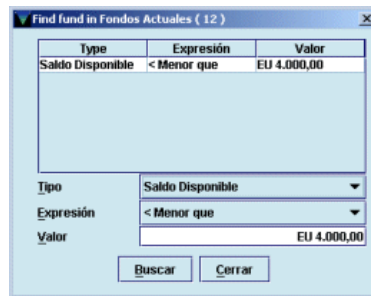 Find fund in Fondos Actuales ( 12 )
Type Expresión Valor
Saldo Disponible < Menor que EU 4.000,00
Tipo Saldo Disponible
Expresión < Menor que
Valor EU 4.000,00
Buscar Cerrar